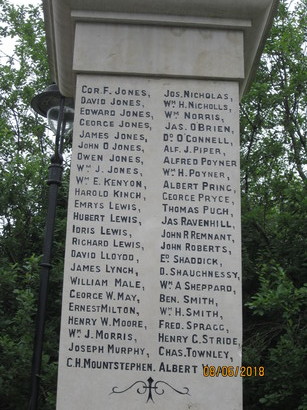 COR. F. JONES,
DAVID JONES,
EDWARD JONES,
GEORGE JONES,
JAMES JONES,
JOHN O JONES,
OWEN JONES,
WM J. JONES,
WM E. KENYON,
HAROLD KINCH,
EMRYS LEWIS,
HUBERT LEWIS,
IDRIS LEWIS,
RICHARD LEWIS,
DAVID LLOYD,
JAMES LYNCH,
WILLIAM MALE,
GEORGE W. MAY,
ERNEST MILTON,
HENRY W. MOORE,
WM J. MORRIS,
JOSEPH MURPHY,
C.H. MOUNTSTEPHEN,
JOS. NICHOLAS,
WM H. NICHOLLS,
WM NORRIS,
JAS. O'BRIEN,
DD O'CONNELL,
ALF. J. PIPER,
ALFRED POYNER
WM H. POYNER,
ALBERT PRING,
GEORGE PRYCE,
THOMAS PUGH,
JAS RAVENHILL,
JOHN R REMNANT,
JOHN ROBERTS,
ED. SHADDICK,
D. SHAUGHNESSY,
WM A SHEPPARD,
BEN. SMITH,
WM H. SMITH,
FRED. SPRAGG,
HENRY G. STRIDE,
CHAS. TOWNLEY,
ALBERT
08/06/2018